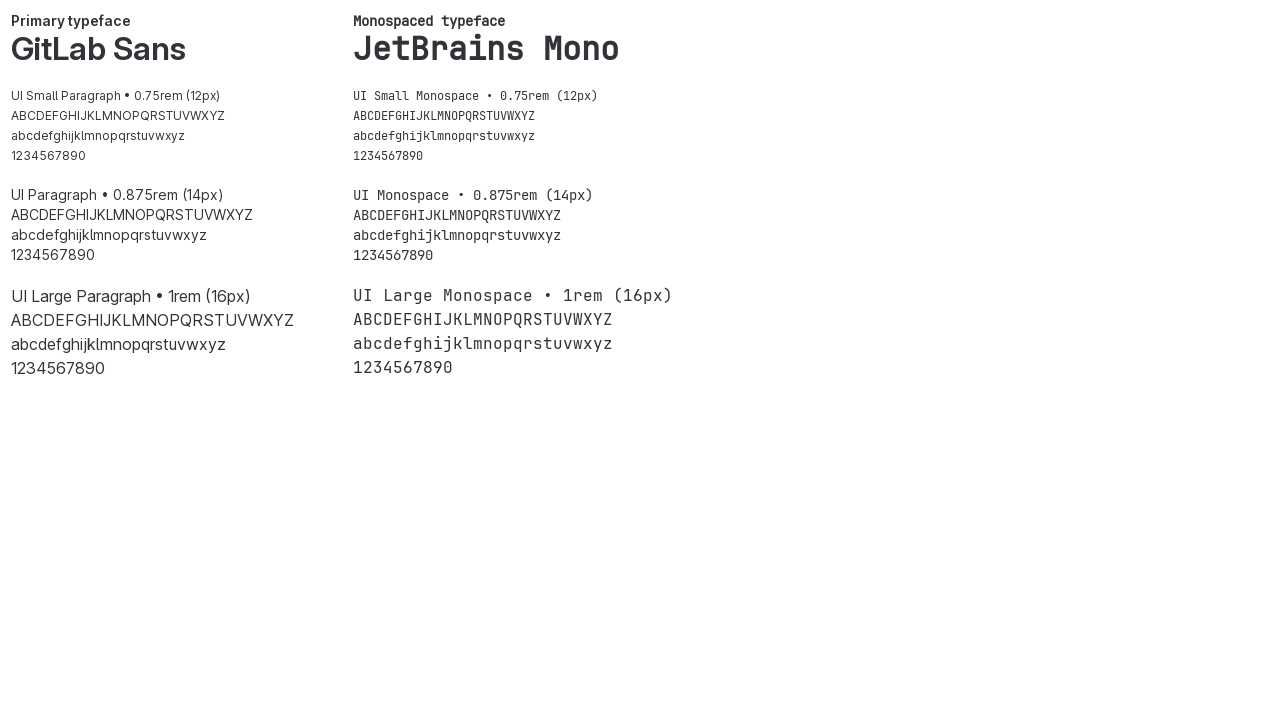 Primary typeface
GitLab Sans
UI Small Paragraph • 0.75rem (12px)
ABCDEFGHIJKLMNOPQRSTUVWXYZ
abcdefghijklmnopqrstuvwxyz
1234567890
UI Paragraph • 0.875rem (14px)
ABCDEFGHIJKLMNOPQRSTUVWXYZ
abcdefghijklmnopqrstuvwxyz
1234567890
UI Large Paragraph • 1rem (16px)
ABCDEFGHIJKLMNOPQRSTUVWXYZ
abcdefghijklmnopqrstuvwxyz
1234567890
Monospaced typeface
JetBrains Mono
UI Small Monospace • 0.75rem (12px)
ABCDEFGHIJKLMNOPQRSTUVWXYZ
abcdefghijklmnopqrstuvwxyz
1234567890
UI Monospace • 0.875rem (14px)
ABCDEFGHIJKLMNOPQRSTUVWXYZ
abcdefghijklmnopqrstuvwxyz
1234567890
UI Large Monospace • 1rem (16px)
ABCDEFGHIJKLMNOPQRSTUVWXYZ
abcdefghijklmnopqrstuvwxyz
1234567890